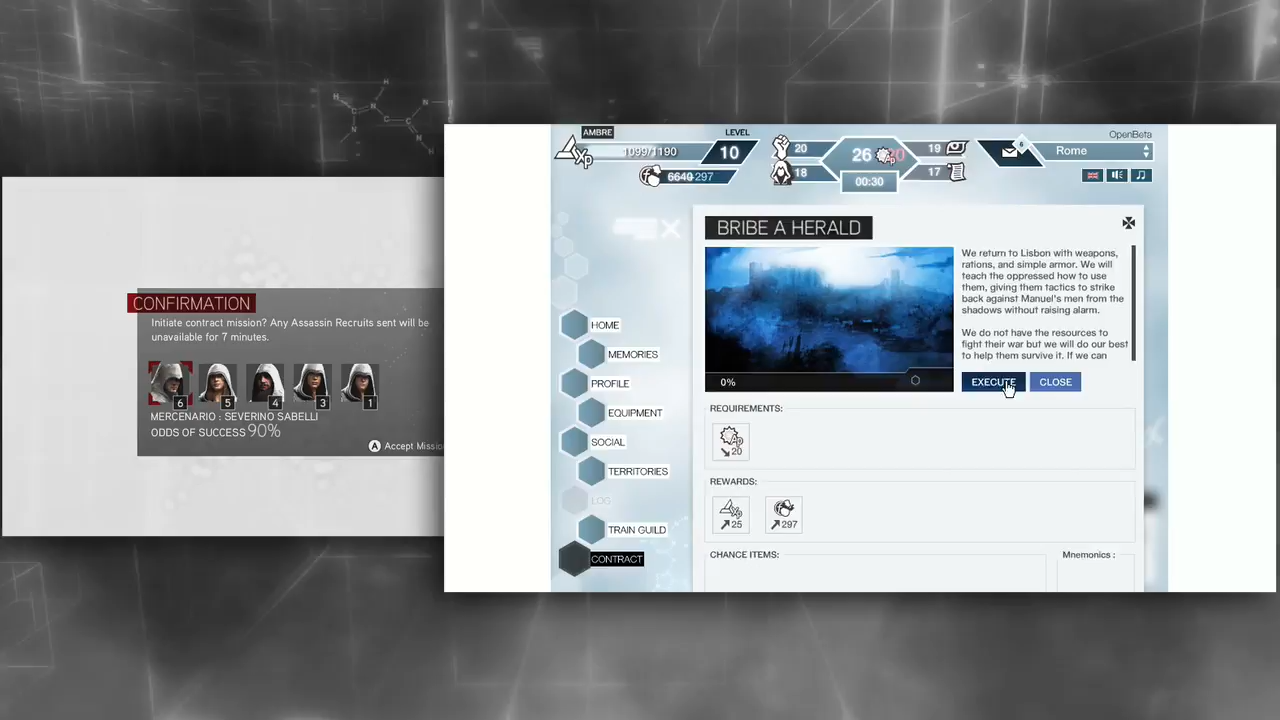 CONFIRMATION
Initiate contract mission? Any Assassin Recruits sent will be
unavailable for 7 minutes.
6
5
4
3
1
MERCENARIO : SEVERINO SABELLI
ODDS OF SUCCESS 90%
A Accept Missio
AMBRE
LEVEL
OpenBeta
XP
1099/1190
10
20
26
19
6
Rome
6640
297
18
00:30
17
BRIBE A HERALD
We return to Lisbon with weapons,
rations, and simple armor. We will
teach the oppressed how to use
them, giving them tactics to strike
back against Manuel's men from the
shadows without raising alarm.
We do not have the resources to
fight their war but we will do our best
to help them survive it. If we can
0%
EXECUTE
CLOSE
HOME
MEMORIES
PROFILE
EQUIPMENT
SOCIAL
TERRITORIES
LOG
TRAIN GUILD
CONTRACT
REQUIREMENTS:
AP
20
REWARDS:
XP
25
297
CHANCE ITEMS:
Mnemonics :